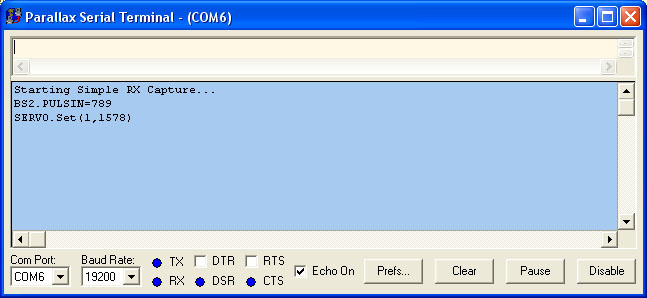 Parallax Serial Terminal - (COM6)
Starting Simple RX Capture...
BS2.PULSIN=789
SERVO.Set(1,1578)
Com Port: Baud Rate: TX DTR RTS
COM6 19200 RX DSR CTS Echo On Prefs... Clear Pause Disable